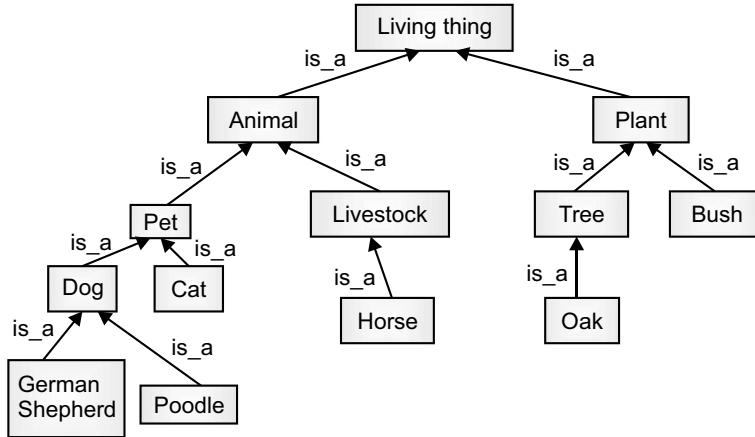 Living thing
is_a
is_a
Animal
Plant
is_a
is_a
is_a
is_a
Pet
Livestock
Tree
Bush
is_a
is_a
is_a
is_a
Dog
Cat
Horse
Oak
is_a
is_a
German
Shepherd
Poodle